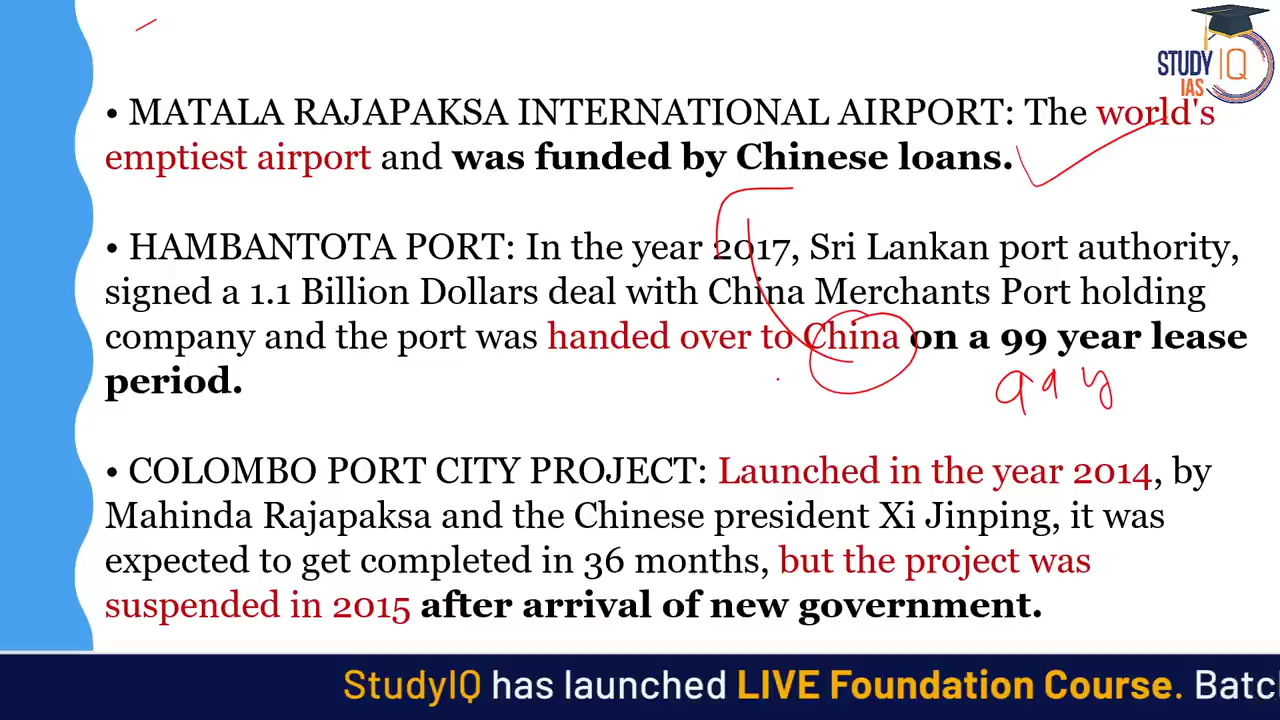 STUDY IQ
IAS
• MATALA RAJAPAKSA INTERNATIONAL AIRPORT: The world's
emptiest airport and was funded by Chinese loans.
• HAMBANTOTA PORT: In the year 2017, Sri Lankan port authority,
signed a 1.1 Billion Dollars deal with China Merchants Port holding
company and the port was handed over to China on a 99 year lease
period.
99 y
• COLOMBO PORT CITY PROJECT: Launched in the year 2014, by
Mahinda Rajapaksa and the Chinese president Xi Jinping, it was
expected to get completed in 36 months, but the project was
suspended in 2015 after arrival of new government.
StudyIQ has launched LIVE Foundation Course. Batc